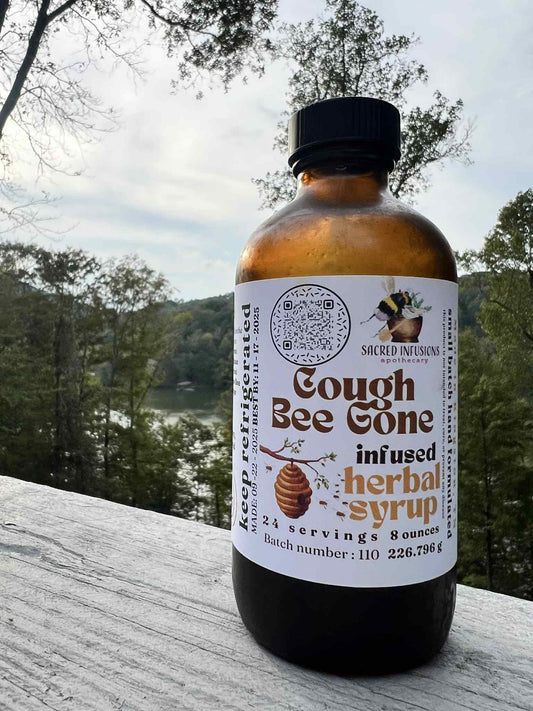 keep refrigerated
MADE: 09-22-2025 BEST BY: 11-17-2025
SACRED INFUSIONS
apothecary
Cough
Bee Gone
infused
herbal
syrup
24 servings 8 ounces
Batch number : 110 226.796 g
small batch hand formulated